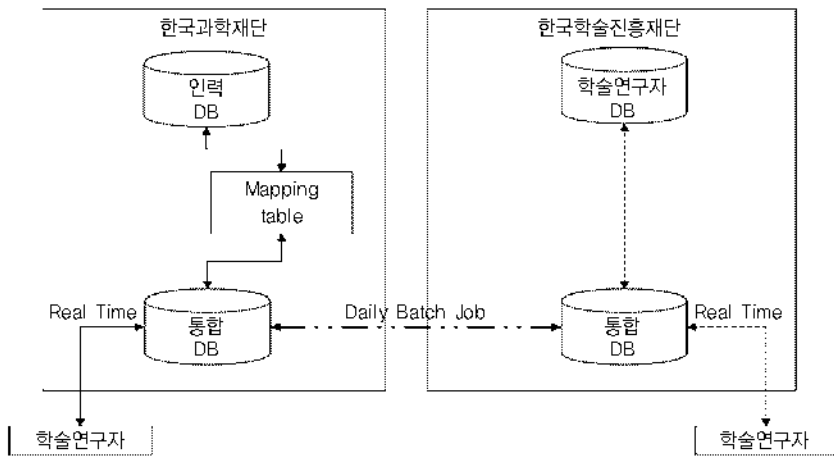 한국과학재단
한국학술진흥재단
인력
DB
학술연구자
DB
Mapping
table
Real Time
통합
DB
Daily Batch Job
통합
DB
Real Time
학술연구자
학술연구자